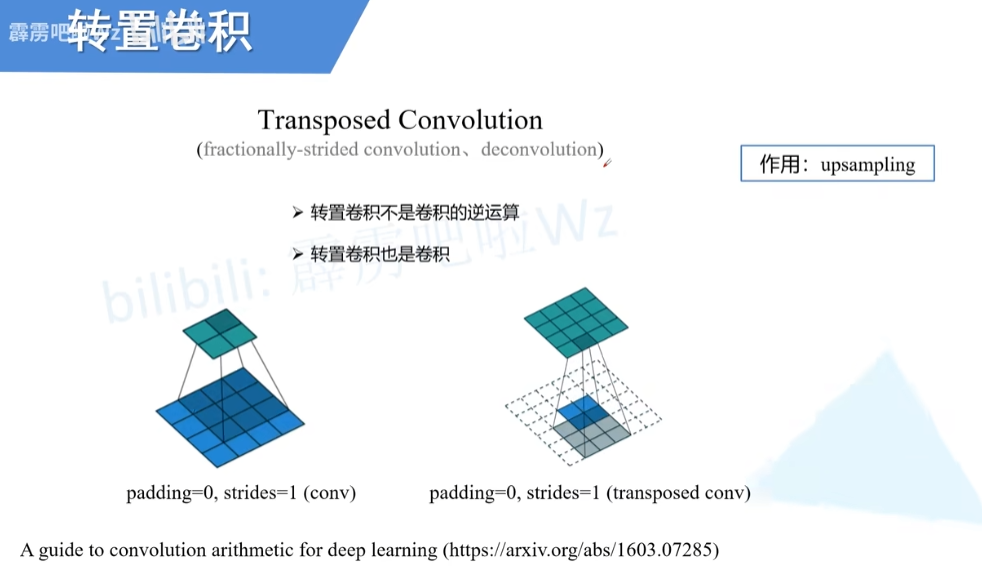 转置卷积
霹雳吧啦Wz
Transposed Convolution
(fractionally-strided convolution、deconvolution)
作用：upsampling
➢ 转置卷积不是卷积的逆运算
➢ 转置卷积也是卷积
bilibili: 霹雳吧啦Wz
padding=0, strides=1 (conv)
padding=0, strides=1 (transposed conv)
A guide to convolution arithmetic for deep learning (https://arxiv.org/abs/1603.07285)